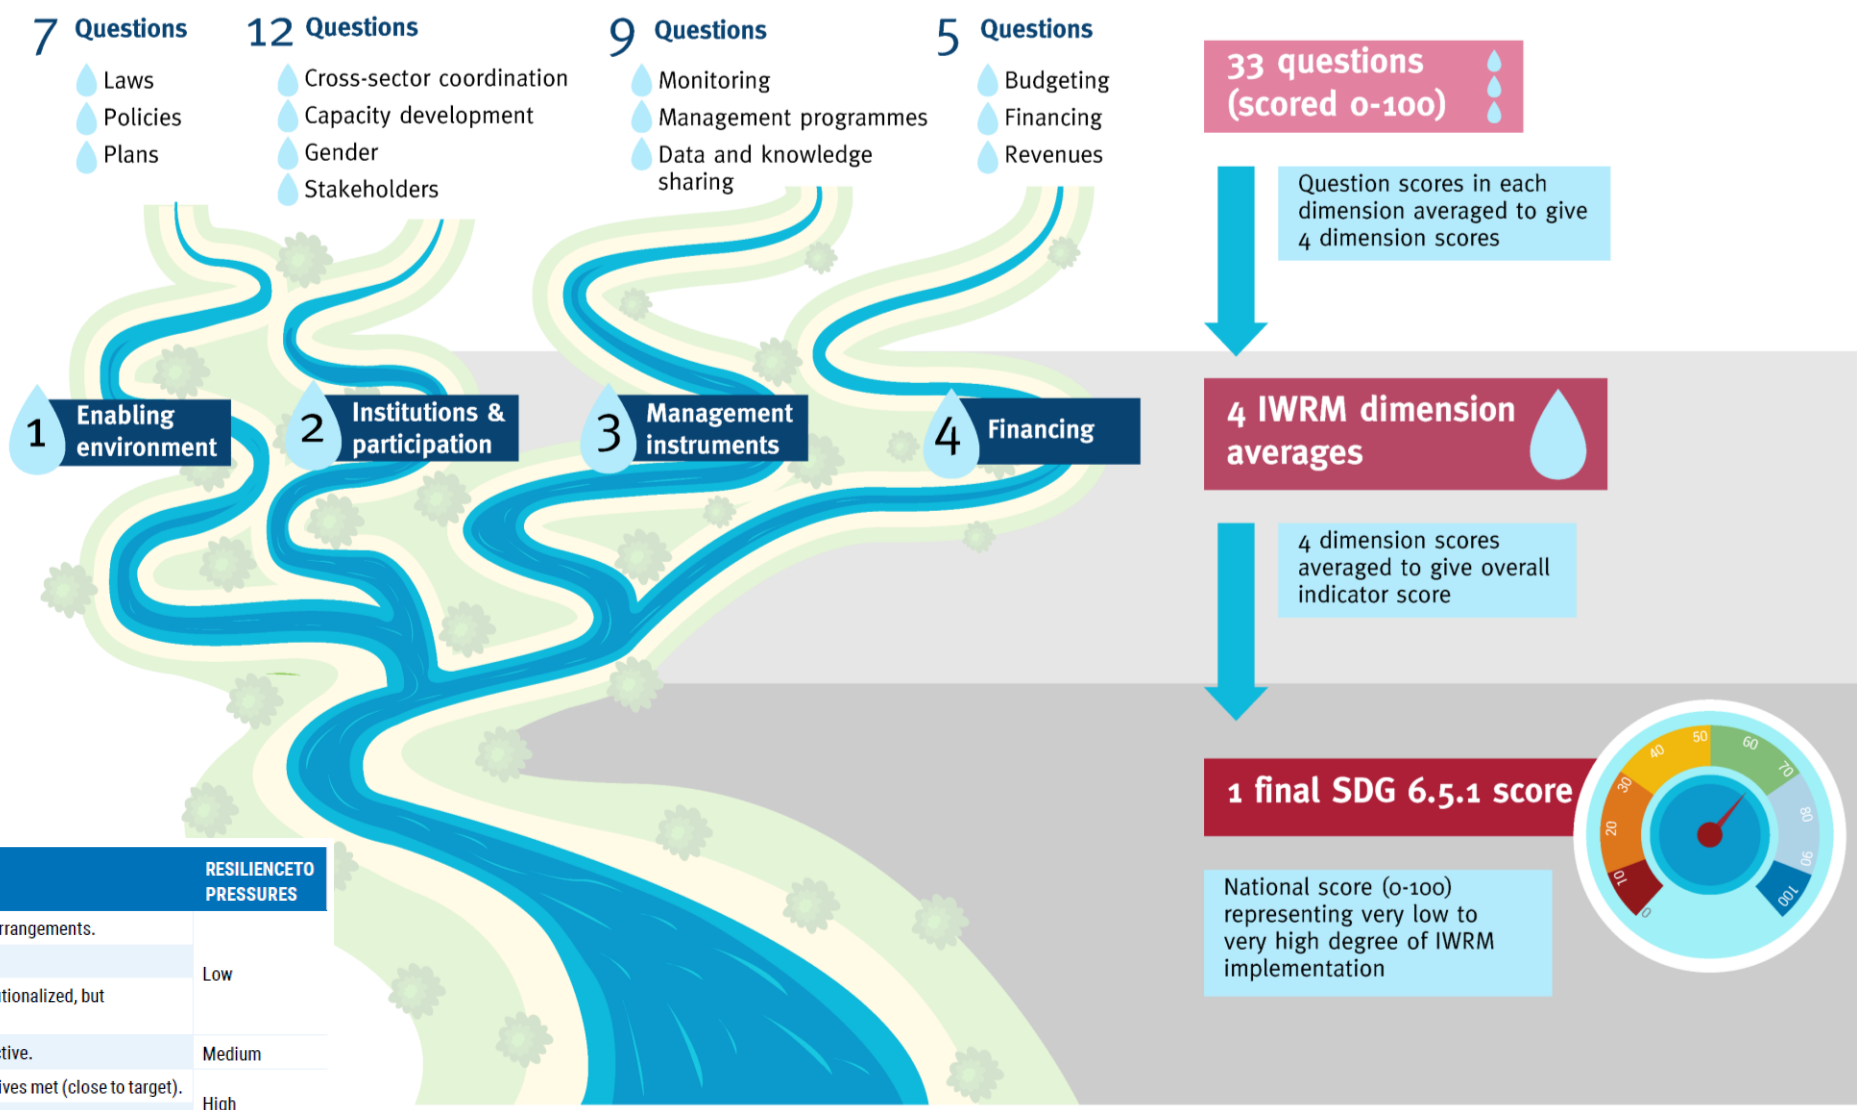 7 Questions
Laws
Policies
Plans
12 Questions
Cross-sector coordination
Capacity development
Gender
Stakeholders
9 Questions
Monitoring
Management programmes
Data and knowledge
sharing
5 Questions
Budgeting
Financing
Revenues
33 questions
(scored 0-100)
Question scores in each
dimension averaged to give
4 dimension scores
1 Enabling
environment
2 Institutions &
participation
3 Management
instruments
4 Financing
4 IWRM dimension
averages
4 dimension scores
averaged to give overall
indicator score
1 final SDG 6.5.1 score
0
10
20
30
40
50
60
70
80
90
100
National score (0-100)
representing very low to
very high degree of IWRM
implementation
RESILIENCETO
PRESSURES
rrangements.
Low
tionalized, but
ctive.
Medium
ives met (close to target).
High